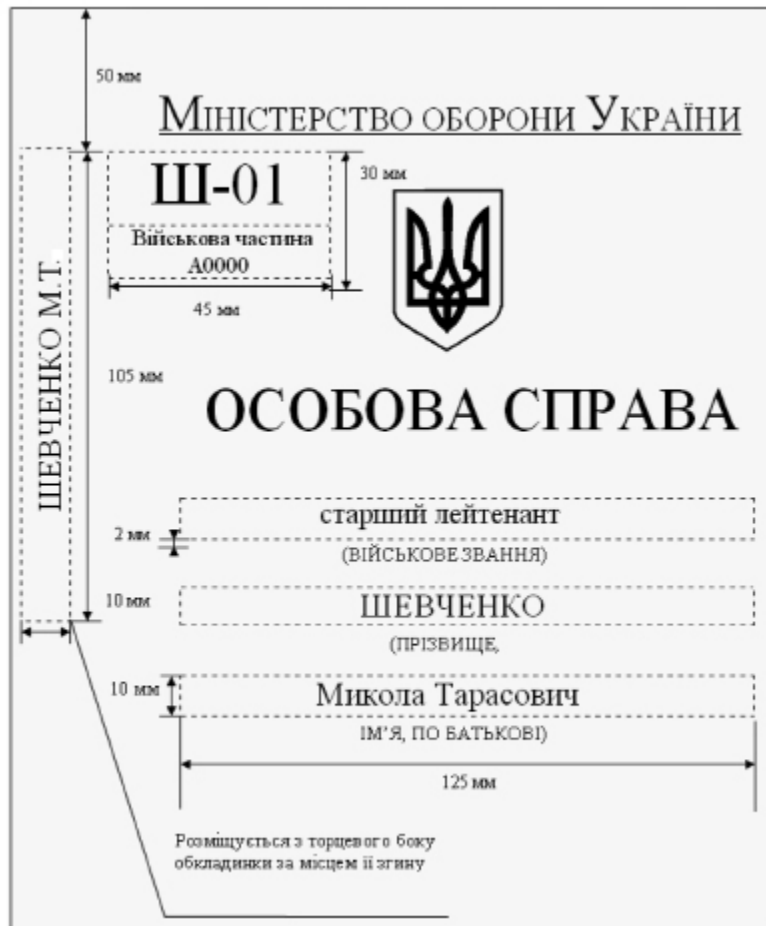 50 мм
МІНІСТЕРСТВО ОБОРОНИ УКРАЇНИ
Ш-01
30 мм
Військова частина
А0000
45 мм
ШЕВЧЕНКО М.Т.
105 мм
ОСОБОВА СПРАВА
старший лейтенант
2 мм
(ВІЙСЬКОВЕ ЗВАННЯ)
10 мм
ШЕВЧЕНКО
(ПРІЗВИЩЕ,
10 мм
Микола Тарасович
ІМ’Я, ПО БАТЬКОВІ)
125 мм
Розміщується з торцевого боку
обкладинки за місцем її згину